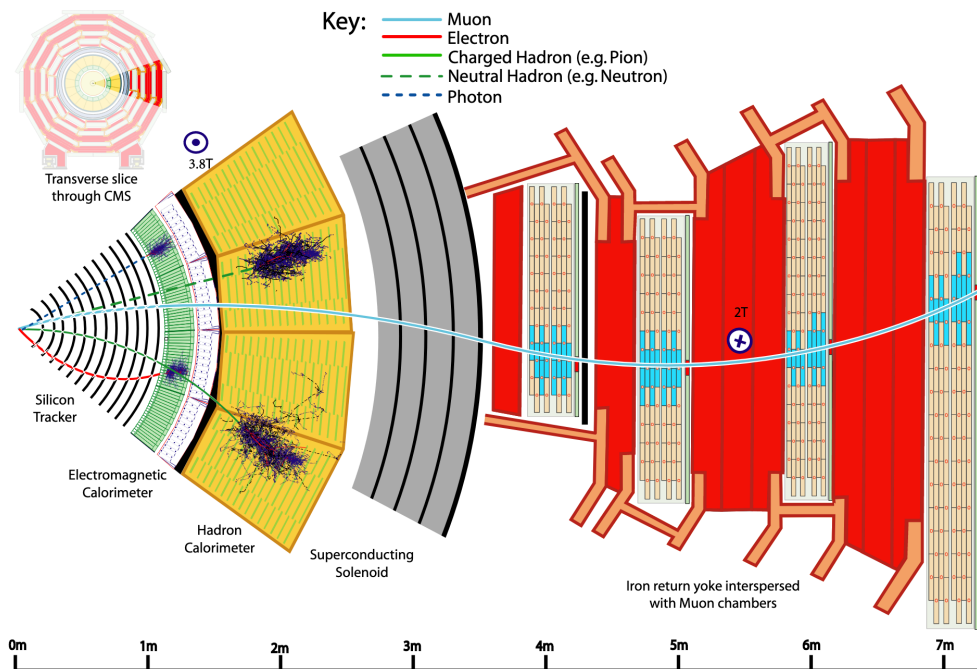 Key:
Muon
Electron
Charged Hadron (e.g. Pion)
Neutral Hadron (e.g. Neutron)
Photon
Transverse slice
through CMS
3.8T
2T
Silicon
Tracker
Electromagnetic
Calorimeter
Hadron
Calorimeter
Superconducting
Solenoid
Iron return yoke interspersed
with Muon chambers
0m
1m
2m
3m
4m
5m
6m
7m